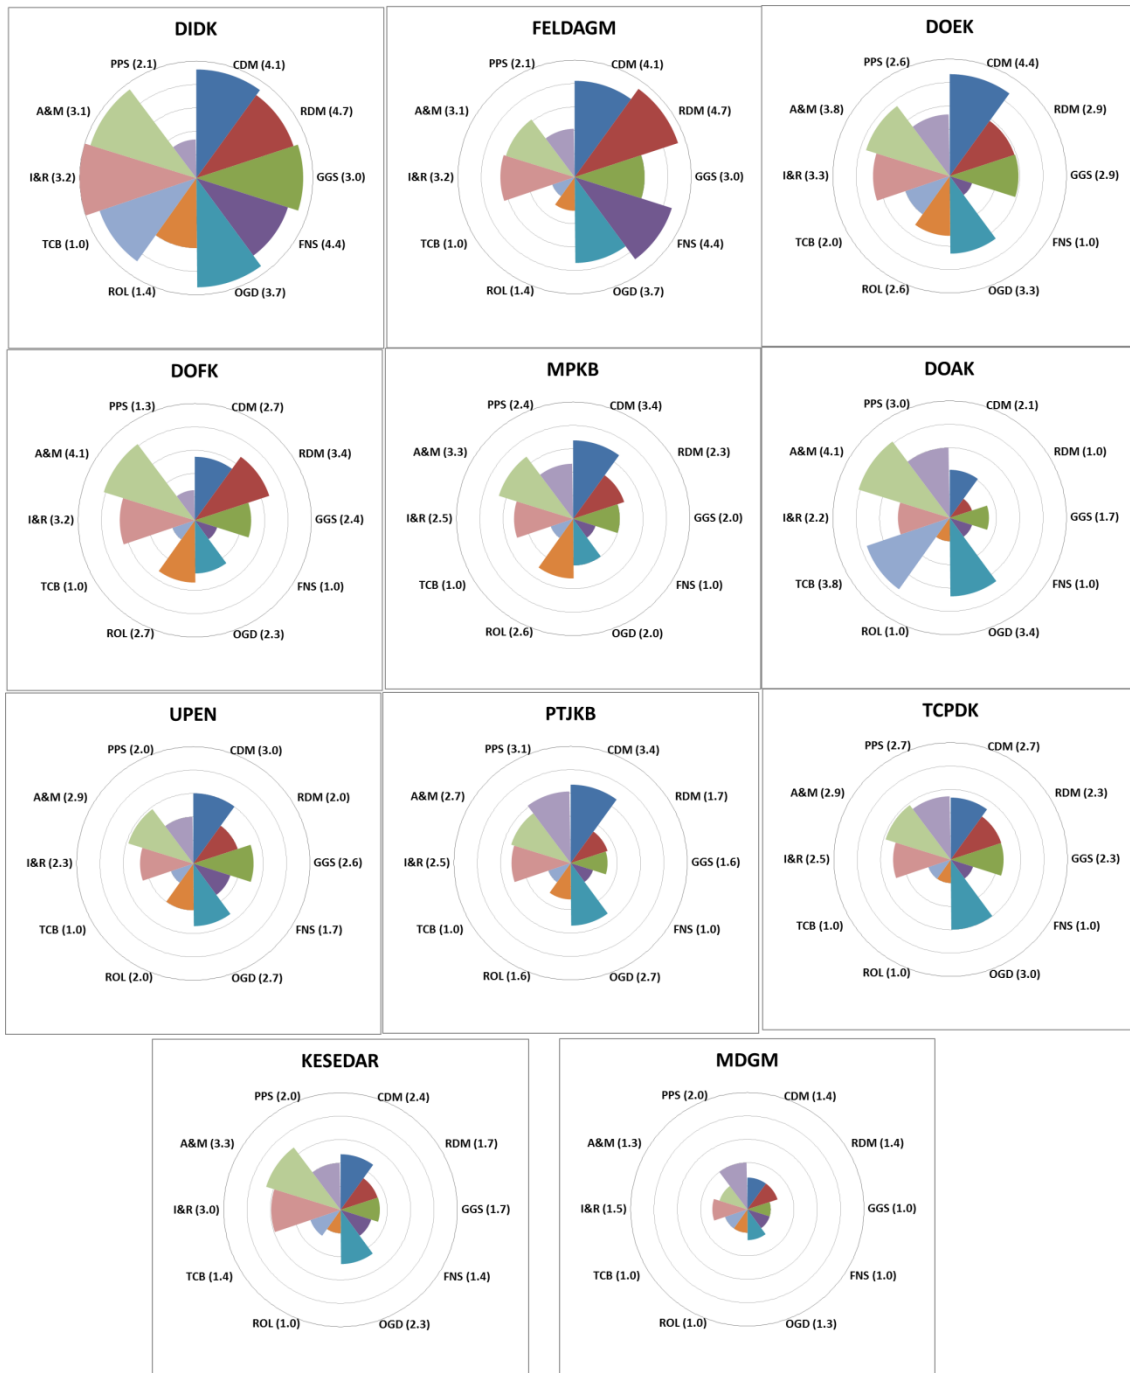 DIDK
PPS (2.1)
CDM (4.1)
A&M (3.1)
RDM (4.7)
I&R (3.2)
GGS (3.0)
TCB (1.0)
FNS (4.4)
ROL (1.4)
OGD (3.7)
FELDAGM
PPS (2.1)
CDM (4.1)
A&M (3.1)
RDM (4.7)
I&R (3.2)
GGS (3.0)
TCB (1.0)
FNS (4.4)
ROL (1.4)
OGD (3.7)
DOEK
PPS (2.6)
CDM (4.4)
A&M (3.8)
RDM (2.9)
I&R (3.3)
GGS (2.9)
TCB (2.0)
FNS (1.0)
ROL (2.6)
OGD (3.3)
DOFK
PPS (1.3)
CDM (2.7)
A&M (4.1)
RDM (3.4)
I&R (3.2)
GGS (2.4)
TCB (1.0)
FNS (1.0)
ROL (2.7)
OGD (2.3)
MPKB
PPS (2.4)
CDM (3.4)
A&M (3.3)
RDM (2.3)
I&R (2.5)
GGS (2.0)
TCB (1.0)
FNS (1.0)
ROL (2.6)
OGD (2.0)
DOAK
PPS (3.0)
CDM (2.1)
A&M (4.1)
RDM (1.0)
I&R (2.2)
GGS (1.7)
TCB (3.8)
FNS (1.0)
ROL (1.0)
OGD (3.4)
UPEN
PPS (2.0)
CDM (3.0)
A&M (2.9)
RDM (2.0)
I&R (2.3)
GGS (2.6)
TCB (1.0)
FNS (1.7)
ROL (2.0)
OGD (2.7)
PTJKB
PPS (3.1)
CDM (3.4)
A&M (2.7)
RDM (1.7)
I&R (2.5)
GGS (1.6)
TCB (1.0)
FNS (1.0)
ROL (1.6)
OGD (2.7)
TCPDK
PPS (2.7)
CDM (2.7)
A&M (2.9)
RDM (2.3)
I&R (2.5)
GGS (2.3)
TCB (1.0)
FNS (1.0)
ROL (1.0)
OGD (3.0)
KESEDAR
PPS (2.0)
CDM (2.4)
A&M (3.3)
RDM (1.7)
I&R (3.0)
GGS (1.7)
TCB (1.4)
FNS (1.4)
ROL (1.0)
OGD (2.3)
MDGM
PPS (2.0)
CDM (1.4)
A&M (1.3)
RDM (1.4)
I&R (1.5)
GGS (1.0)
TCB (1.0)
FNS (1.0)
ROL (1.0)
OGD (1.3)